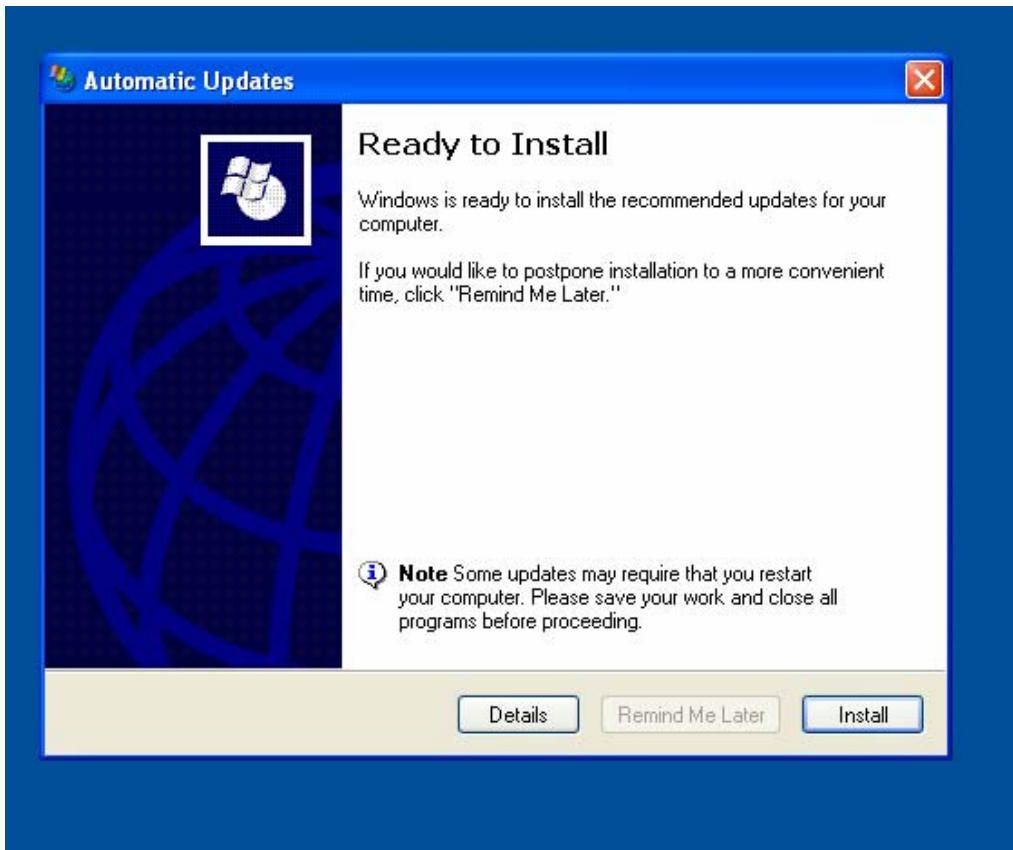 Automatic Updates
Ready to Install
Windows is ready to install the recommended updates for your
computer.
If you would like to postpone installation to a more convenient
time, click "Remind Me Later."
Note Some updates may require that you restart
your computer. Please save your work and close all
programs before proceeding.
Details Remind Me Later Install